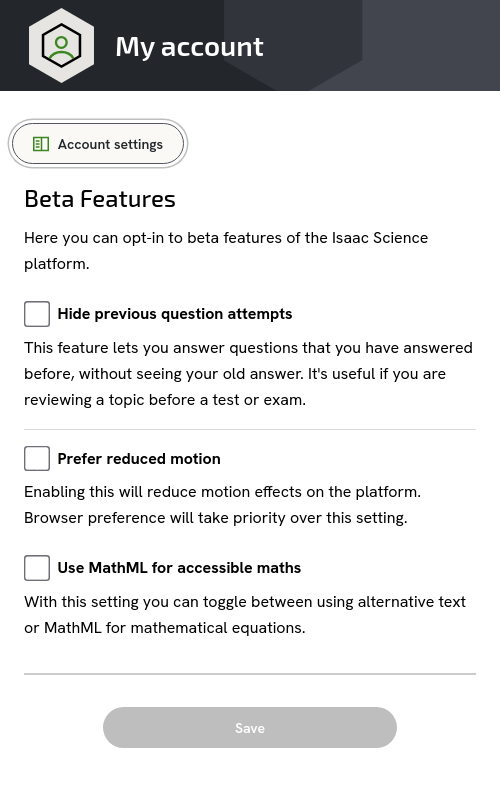 My account
Account settings
Beta Features
Here you can opt-in to beta features of the Isaac Science
platform.
Hide previous question attempts
This feature lets you answer questions that you have answered
before, without seeing your old answer. It's useful if you are
reviewing a topic before a test or exam.
Prefer reduced motion
Enabling this will reduce motion effects on the platform.
Browser preference will take priority over this setting.
Use MathML for accessible maths
With this setting you can toggle between using alternative text
or MathML for mathematical equations.
Save